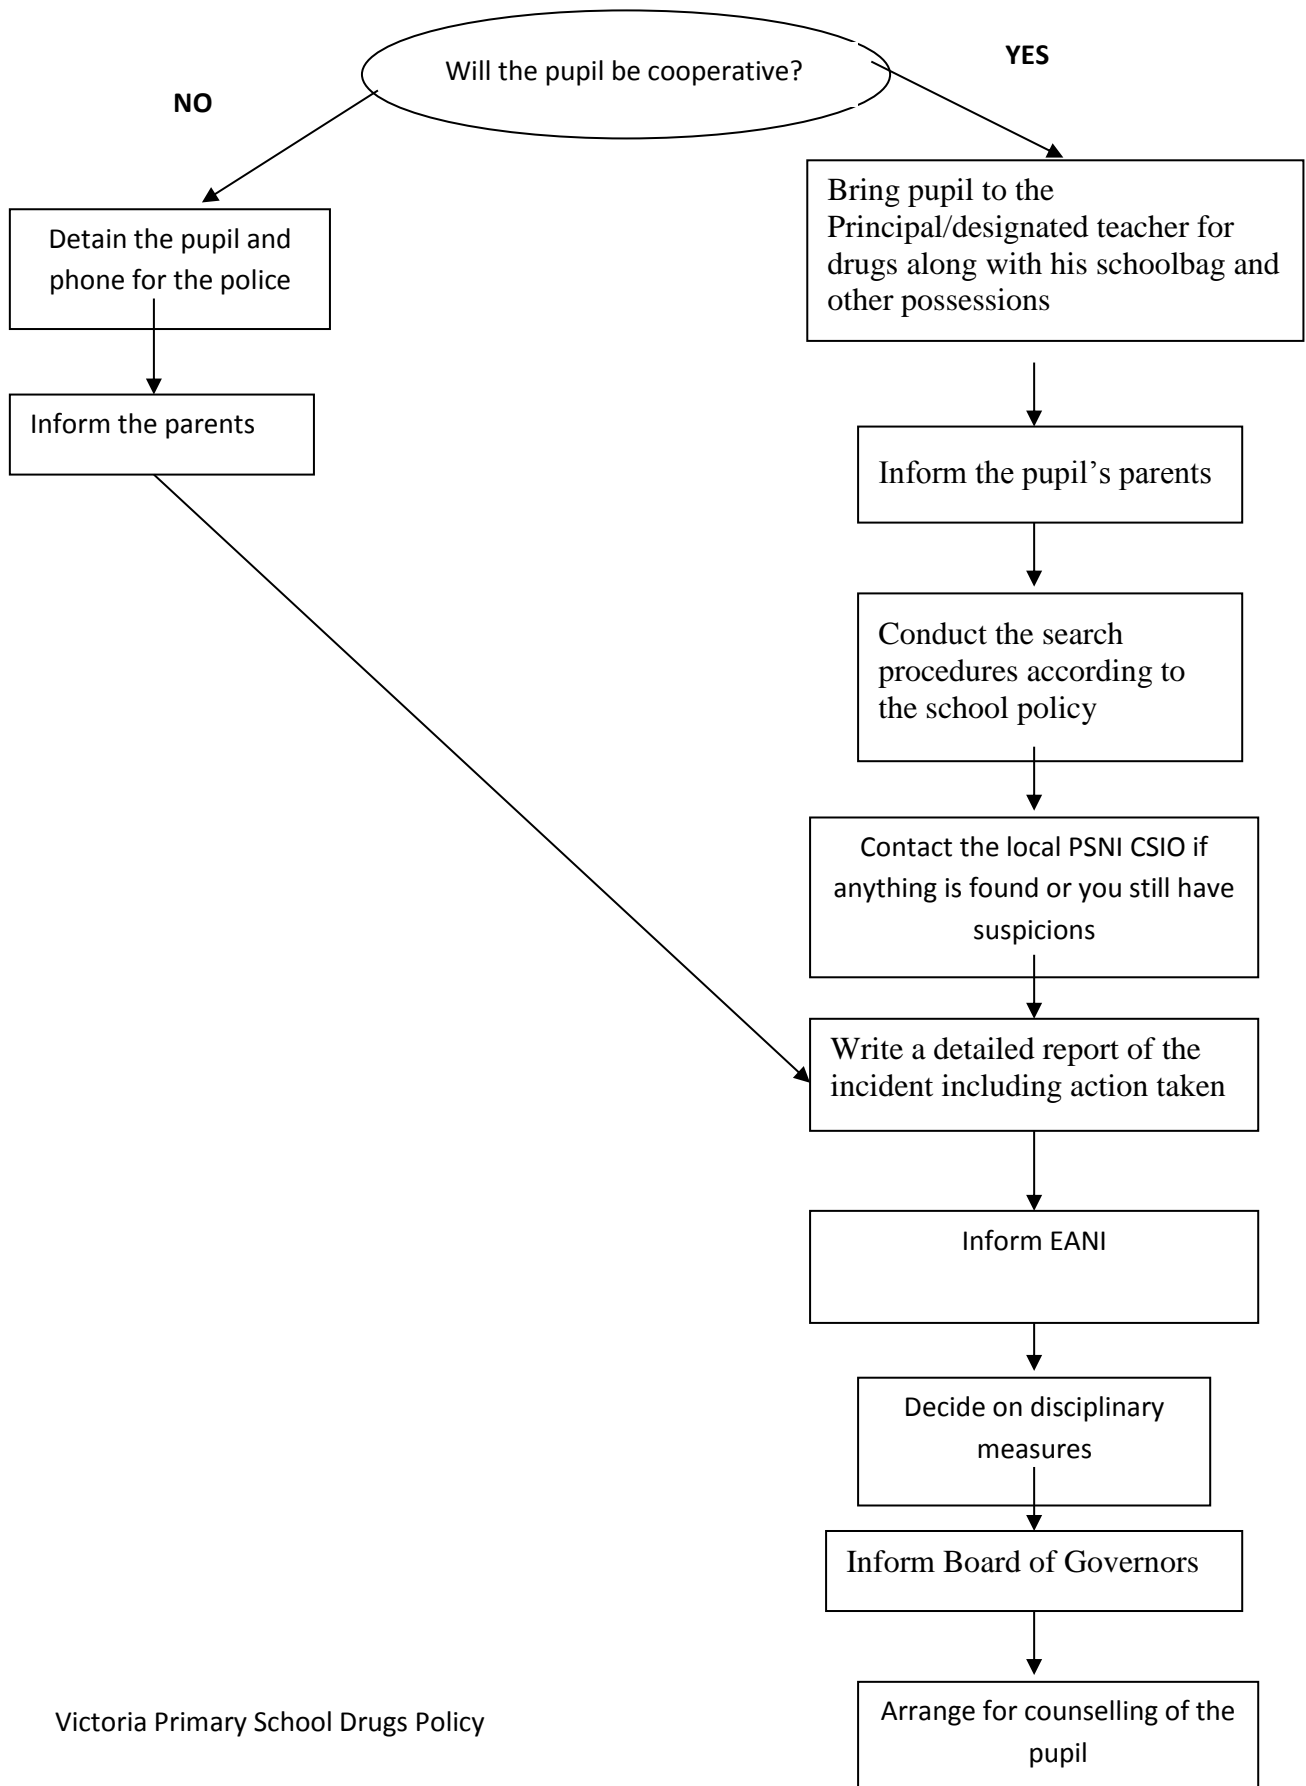 Will the pupil be cooperative?
YES
NO
Bring pupil to the
Principal/designated teacher for
drugs along with his schoolbag and
other possessions
Detain the pupil and
phone for the police
Inform the parents
Inform the pupil’s parents
Conduct the search
procedures according to
the school policy
Contact the local PSNI CSIO if
anything is found or you still have
suspicions
Write a detailed report of the
incident including action taken
Inform EANI
Decide on disciplinary
measures
Inform Board of Governors
Arrange for counselling of the
pupil
Victoria Primary School Drugs Policy